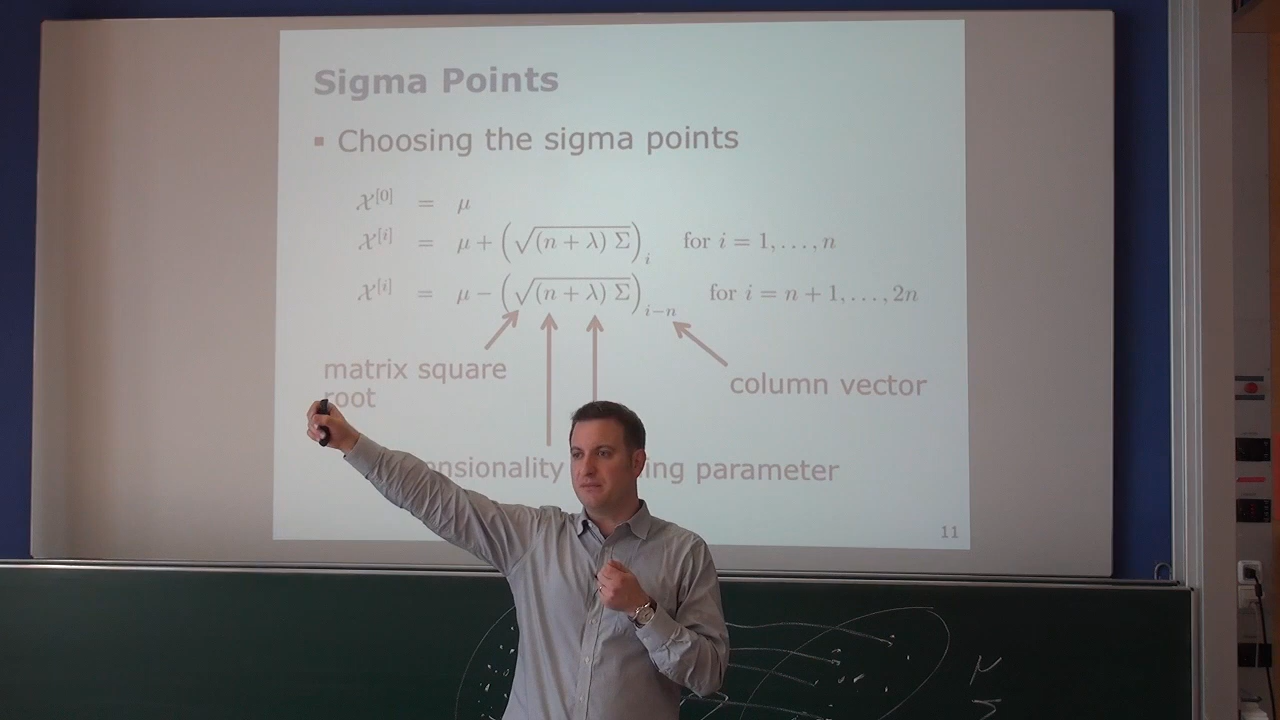 Sigma Points
▪ Choosing the sigma points
𝒳^[0] = μ
𝒳^[i] = μ + (√((n + λ) Σ))_i for i = 1, . . . , n
𝒳^[i] = μ − (√((n + λ) Σ))_{i−n} for i = n + 1, . . . , 2n
matrix square
root
column vector
parameter
11
μ